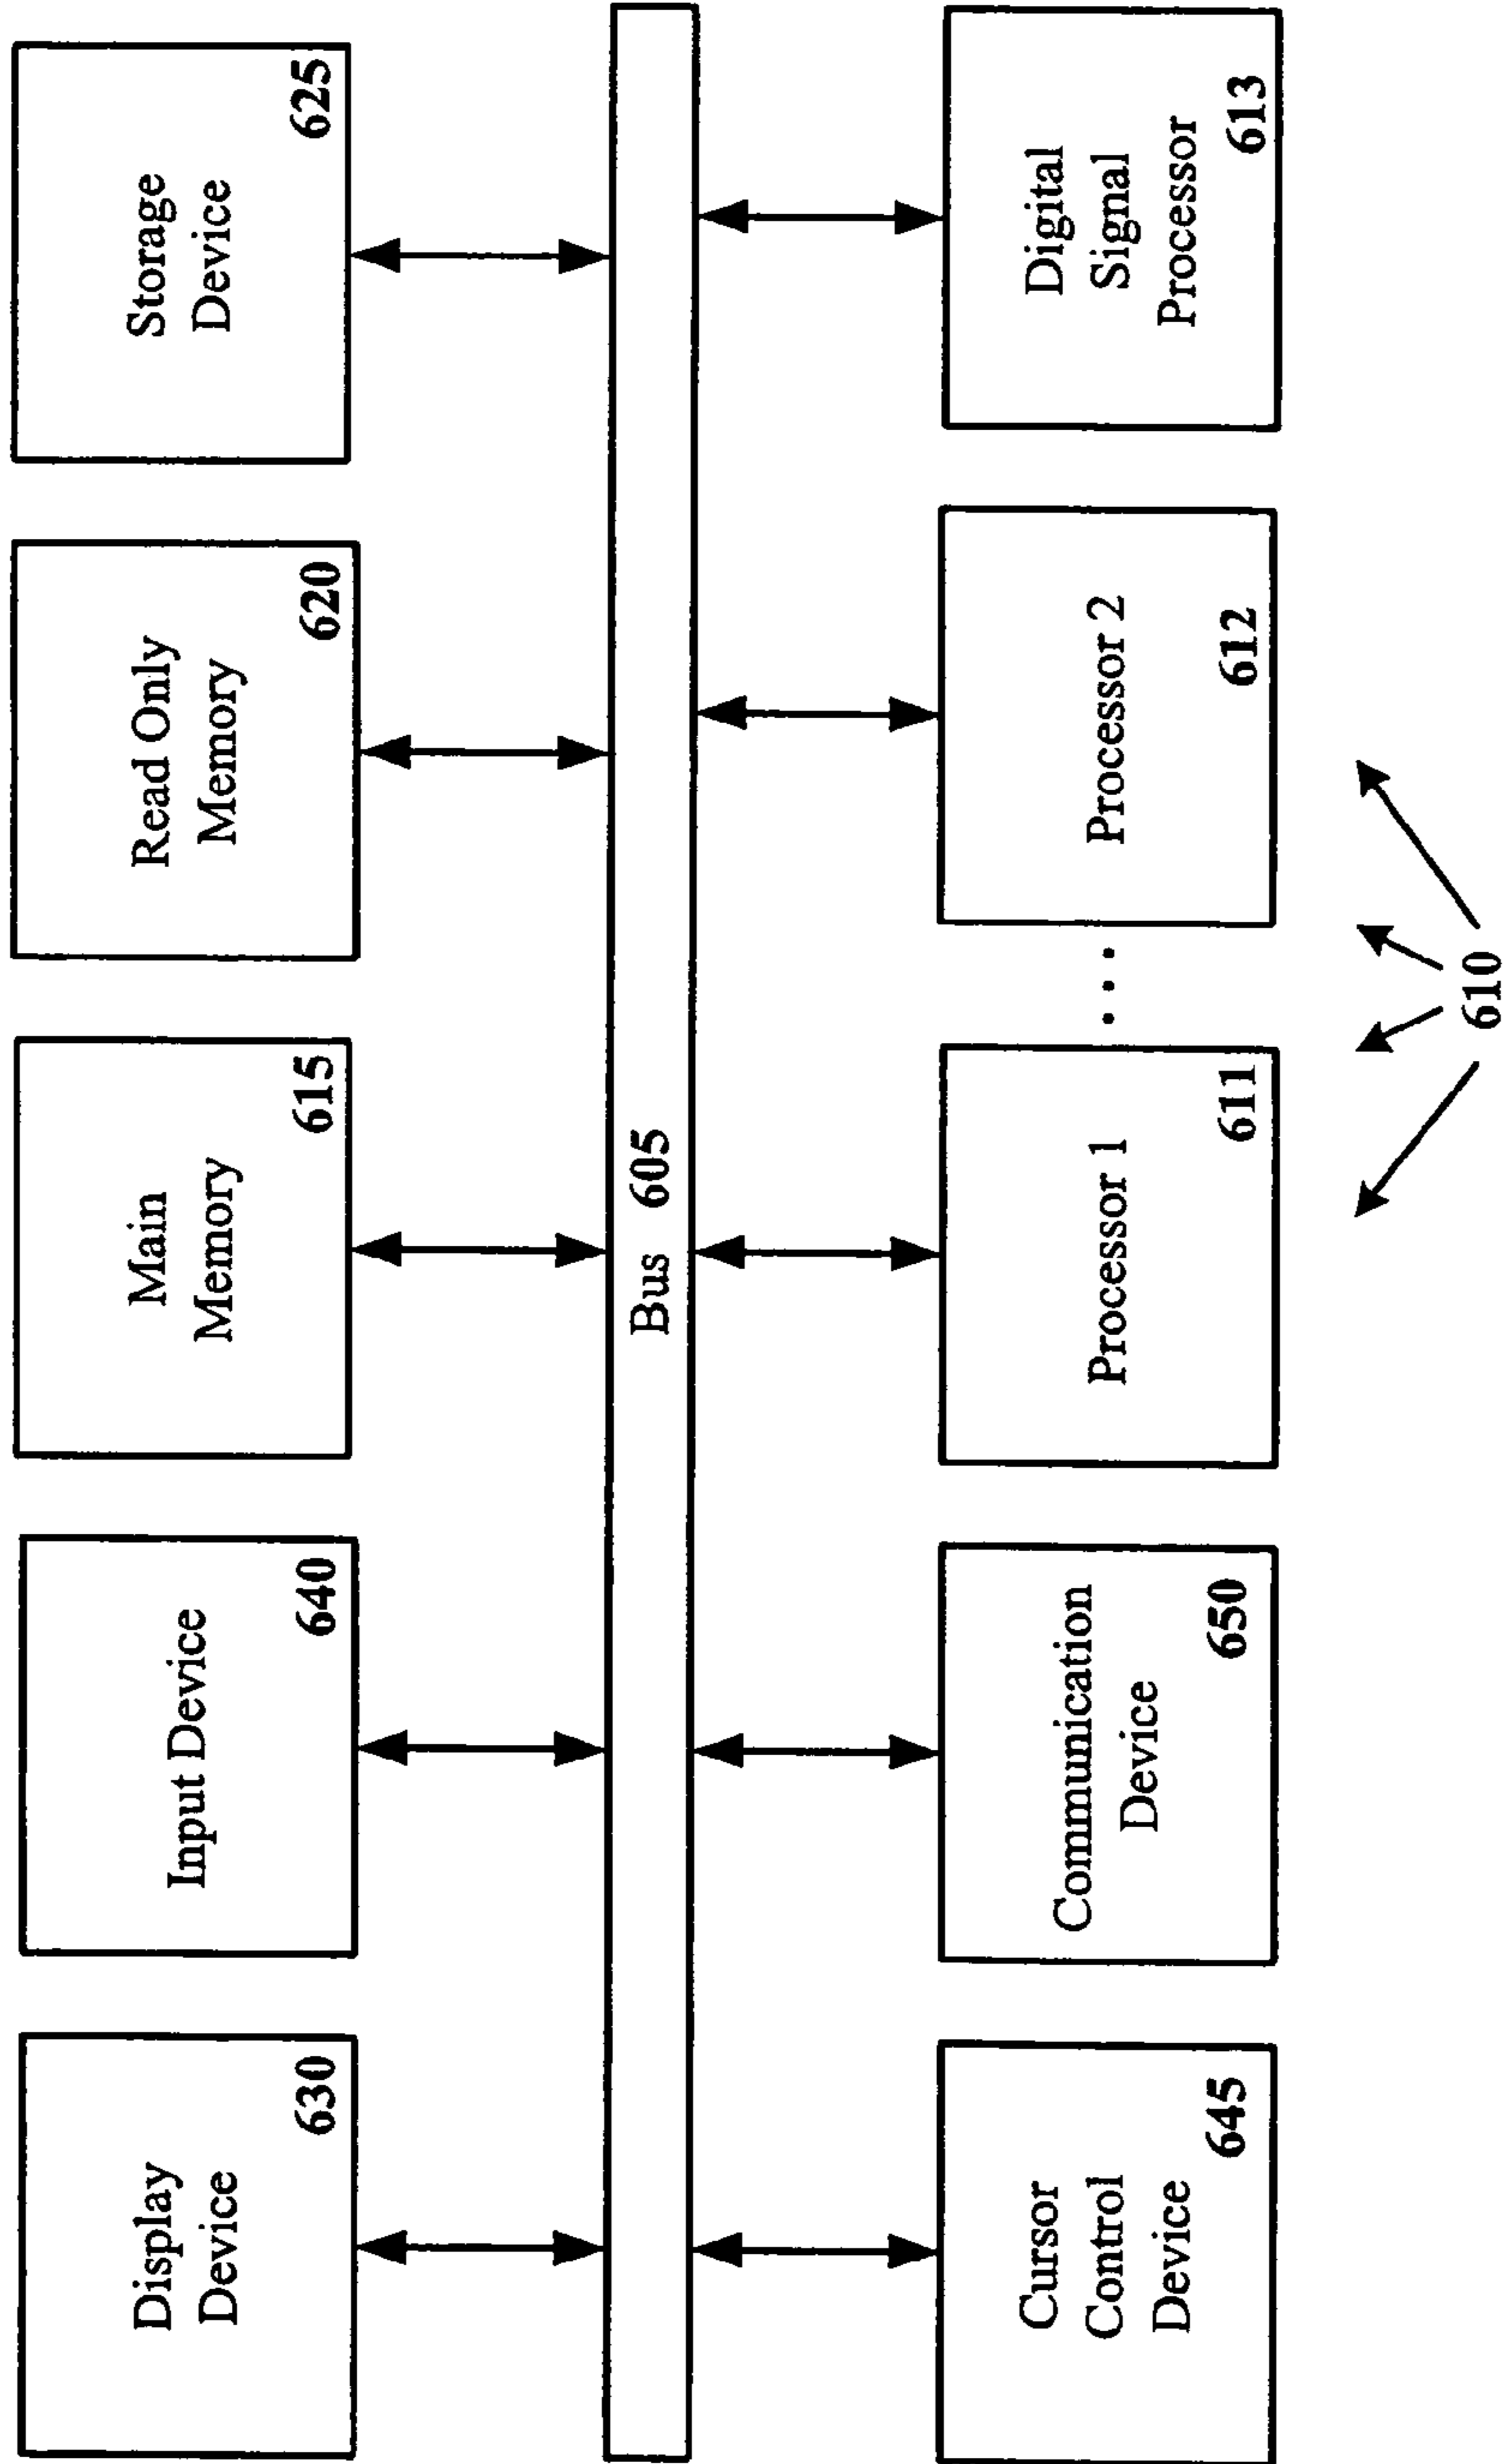 Display
Device
630
Input Device
640
Main
Memory
615
Read Only
Memory
620
Storage
Device
625
Bus 605
Cursor
Control
Device
645
Communication
Device
650
Processor 1
611
...
Processor 2
612
Digital
Signal
Processor
613
610